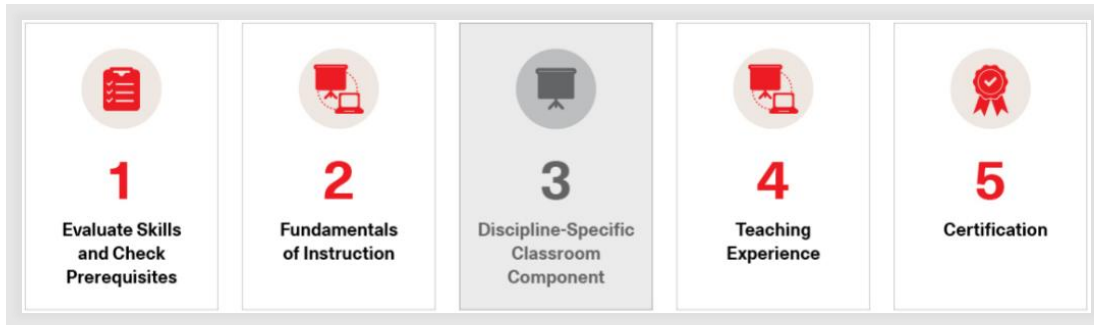 1
Evaluate Skills
and Check
Prerequisites
2
Fundamentals
of Instruction
3
Discipline-Specific
Classroom
Component
4
Teaching
Experience
5
Certification